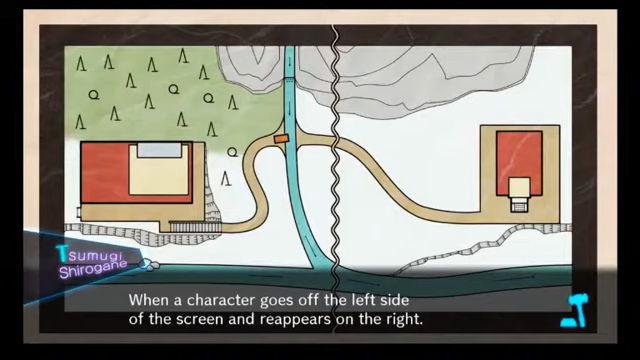 Tsumugi
Shirogane
When a character goes off the left side
of the screen and reappears on the right.